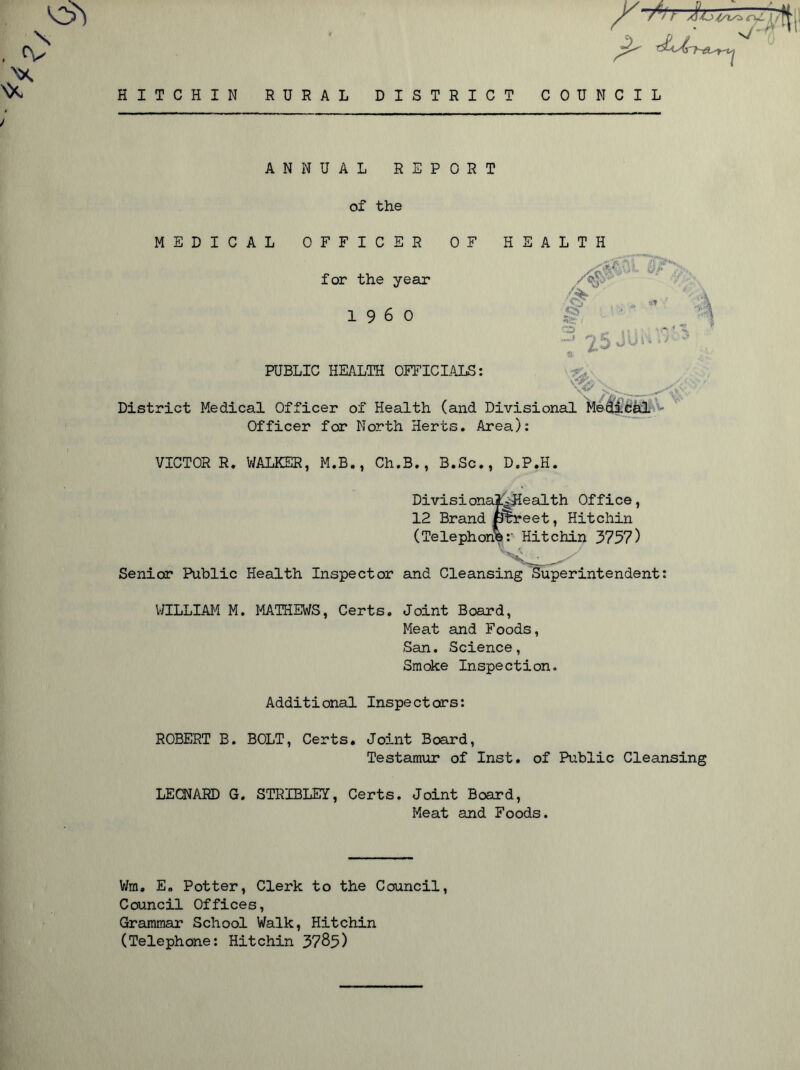 HITCHIN RURAL DISTRICT COUNCIL
ANNUAL REPORT
of the
MEDICAL OFFICER OF HEALTH
for the year
1960
25 JUN
PUBLIC HEALTH OFFICIALS:
District Medical Officer of Health (and Divisional Medical
Officer for North Herts. Area):
VICTOR R. WALKER, M.B., Ch.B., B.Sc., D.P.H.
Divisional Health Office,
12 Brand Street, Hitchin
(Telephone: Hitchin 3757)
Senior Public Health Inspector and Cleansing Superintendent:
WILLIAM M. MATHEWS, Certs. Joint Board,
Meat and Foods,
San. Science,
Smoke Inspection.
Additional Inspectors:
ROBERT B. BOLT, Certs. Joint Board,
Testamur of Inst. of Public Cleansing
LEONARD G. STRIBLEY, Certs. Joint Board,
Meat and Foods.
Wm. E. Potter, Clerk to the Council,
Council Offices,
Grammar School Walk, Hitchin
(Telephone: Hitchin 3785)